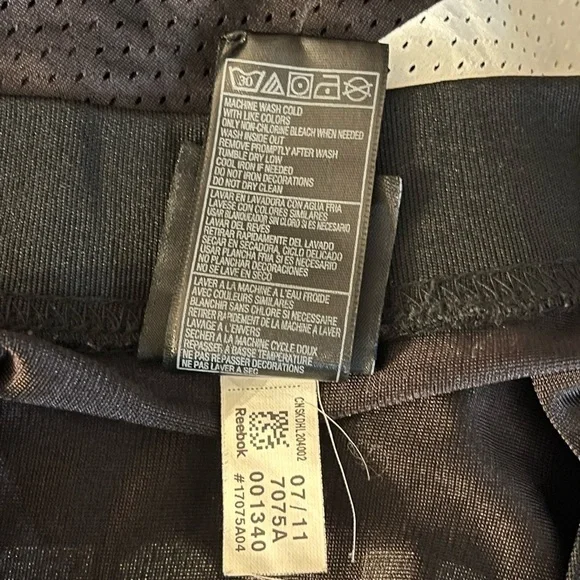 30
MACHINE WASH COLD
WITH LIKE COLORS
ONLY NON-CHLORINE BLEACH WHEN NEEDED
WASH INSIDE OUT
REMOVE PROMPTLY AFTER WASH
TUMBLE DRY LOW
COOL IRON IF NEEDED
DO NOT IRON DECORATIONS
DO NOT DRY CLEAN
LAVAR EN LAVADORA CON AGUA FRIA
LAVESE CON COLORES SIMILARES
USAR BLANQUEADOR SIN CLORO SI ES NECESARIO
LAVAR DEL REVES
RETIRAR RAPIDAMENTE DEL LAVADO
SECAR EN SECADORA, CICLO DELICADO
USAR PLANCHA FRIA SI ES NECESARIO
NO PLANCHAR DECORACIONES
NO SE LAVE EN SECO
LAVER A LA MACHINE A L'EAU FROIDE
AVEC COULEURS SIMILAIRES
BLANCHIR SANS CHLORE SI NECESSAIRE
RETIRER RAPIDEMENT DE LA MACHINE
LAVAGE A L'ENVERS
SECHER A LA MACHINE CYCLE DOUX
REPASSER A BASSE TEMPERATURE
NE PAS REPASSER DECORATIONS
NE PAS LAVER A SEC
CN5KDHL204002
Reebok
07/11
7075A
001340
#17075A04